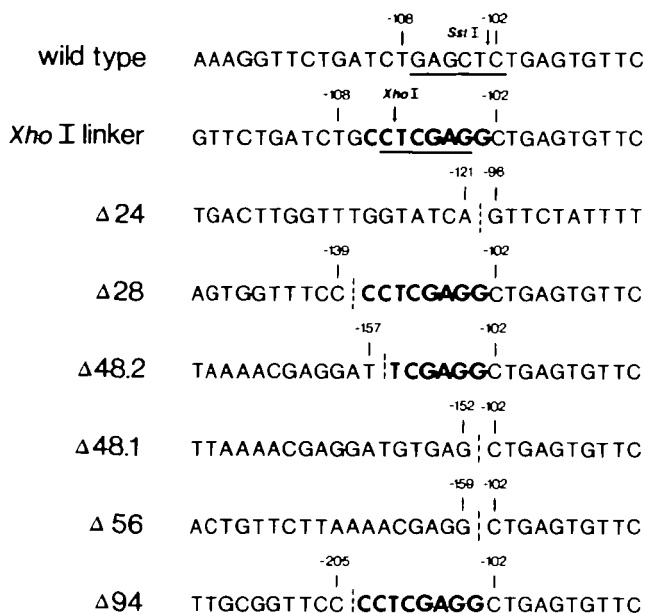 -108 Sst I -102
wild type AAAGGTTCTGATCTGAGCTCTGAGTGTTC
-108 Xho I -102
Xho I linker GTTCTGATCTGCCTCGAGGCTGAGTGTTC
-121 -96
Δ24 TGACTTGGTTTGGTATCA GTTCTATTTT
-139 -102
Δ28 AGTGGTTTCC CCTCGAGGCTGAGTGTTC
-157 -102
Δ48.2 TAAAACGAGGAT TCGAGGCTGAGTGTTC
-152 -102
Δ48.1 TTAAAACGAGGATGTGAG CTGAGTGTTC
-159 -102
Δ56 ACTGTTCTTAAAACGAGG CTGAGTGTTC
-205 -102
Δ94 TTGCGGTTCC CCTCGAGGCTGAGTGTTC